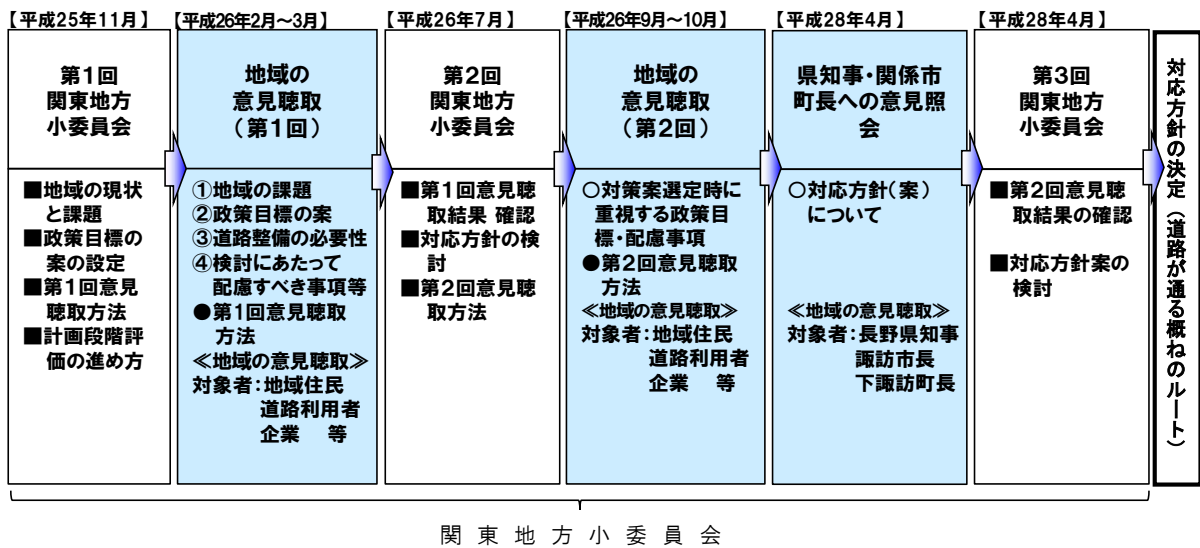 【平成25年11月】
第1回
関東地方
小委員会
■地域の現状
と課題
■政策目標の
案の設定
■第1回意見
聴取方法
■計画段階評
価の進め方
【平成26年2月～3月】
地域の
意見聴取
（第1回）
①地域の課題
②政策目標の案
③道路整備の必要性
④検討にあたって
配慮すべき事項等
●第1回意見聴取
方法
≪地域の意見聴取≫
対象者：地域住民
道路利用者
企業　等
【平成26年7月】
第2回
関東地方
小委員会
■第1回意見聴
取結果 確認
■対応方針の検
討
■第2回意見聴
取方法
【平成26年9月～10月】
地域の
意見聴取
（第2回）
○対策案選定時に
重視する政策目
標・配慮事項
●第2回意見聴取
方法
≪地域の意見聴取≫
対象者：地域住民
道路利用者
企業　等
【平成28年4月】
県知事・関係市
町長への意見照
会
○対応方針（案）
について
≪地域の意見聴取≫
対象者：長野県知事
諏訪市長
下諏訪町長
【平成28年4月】
第3回
関東地方
小委員会
■第2回意見聴
取結果の確認
■対応方針案の
検討
対応方針の決定（道路が通る概ねのルート）
関東地方小委員会